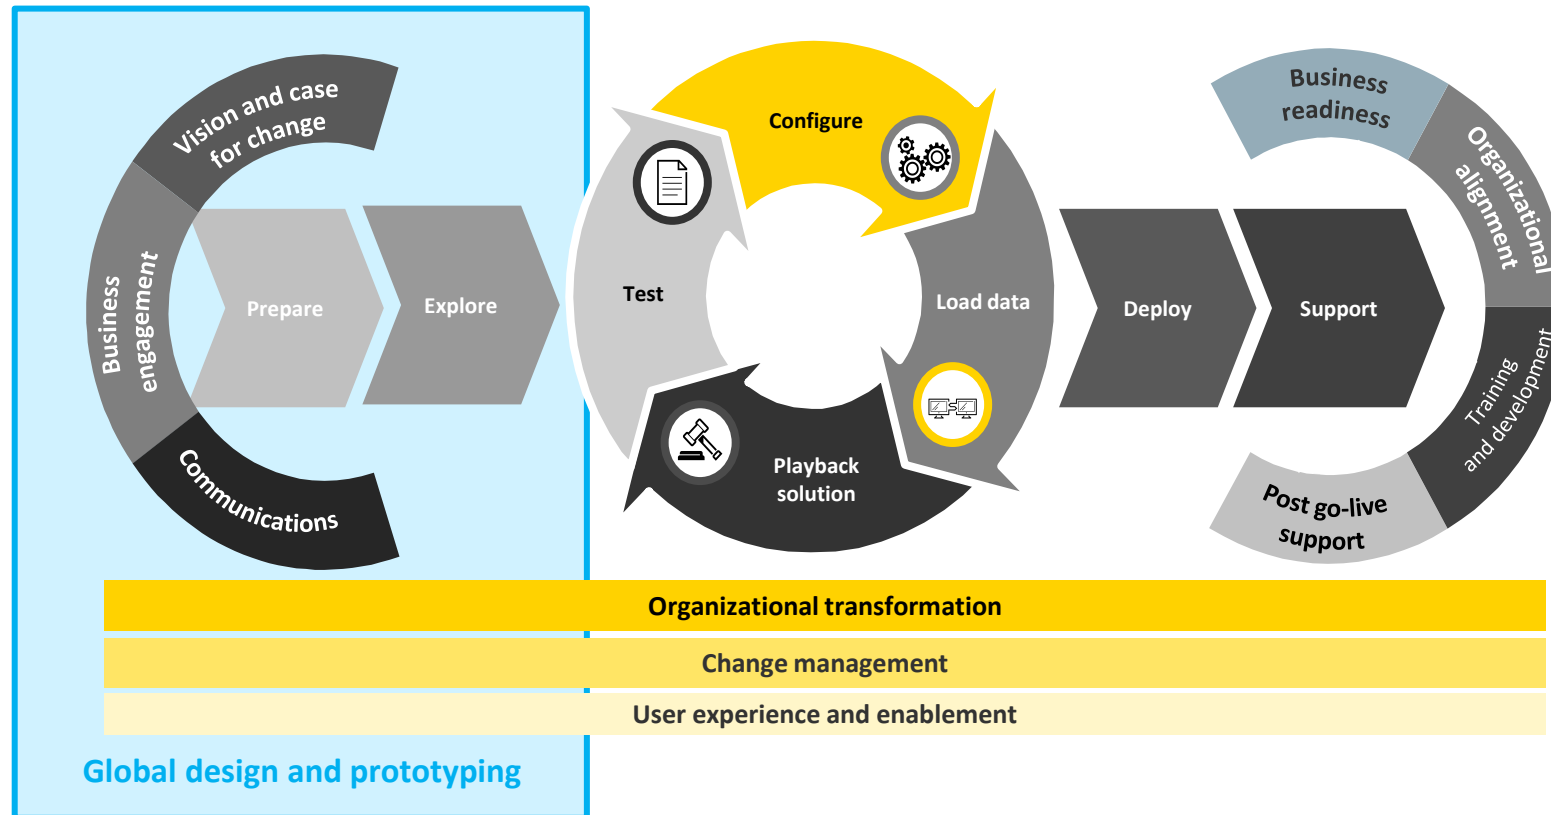 Vision and case
for change
Business
engagement
Communications
Prepare
Explore
Configure
Test
Load data
Playback
solution
Deploy
Support
Business
readiness
Organizational
alignment
Training
and development
Post go-live
support
Organizational transformation
Change management
User experience and enablement
Global design and prototyping